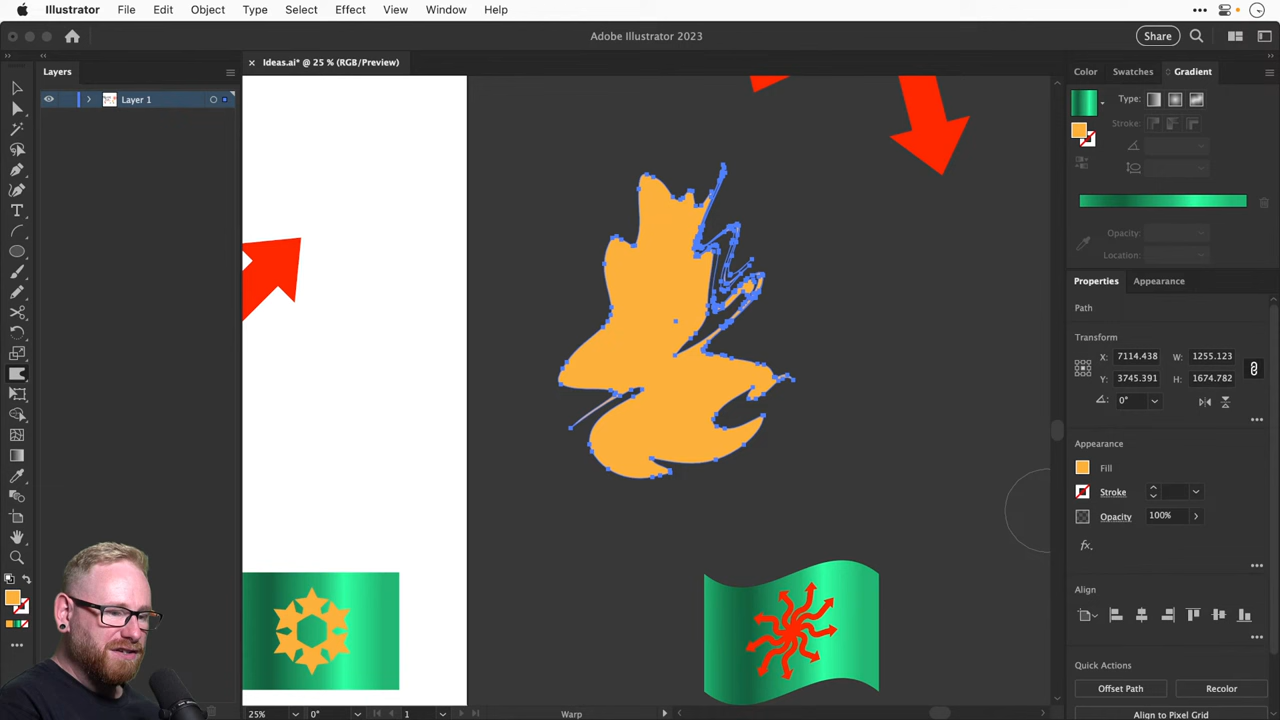 Illustrator File Edit Object Type Select Effect View Window Help
Adobe Illustrator 2023
Share
Layers
Ideas.ai* @ 25 % (RGB/Preview)
Color Swatches Gradient
Layer 1
Type:
Stroke:
Opacity:
Location:
Properties Appearance
Path
Transform
X: 7114.438 W: 1255.123
Y: 3745.391 H: 1674.782
0°
Appearance
Fill
Stroke
Opacity 100%
fx
Align
Quick Actions
Offset Path Recolor
Align to Pixel Grid
25% 0° 1 Warp